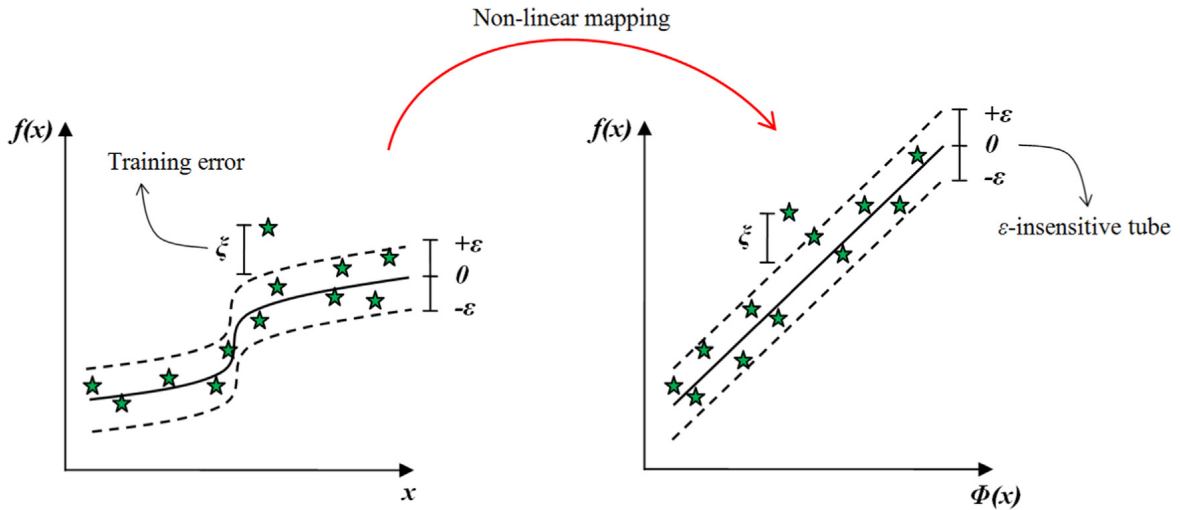 Non-linear mapping
f(x)
Training error
ξ
+ε
0
-ε
x
f(x)
+ε
0
-ε
ξ
ε-insensitive tube
Φ(x)